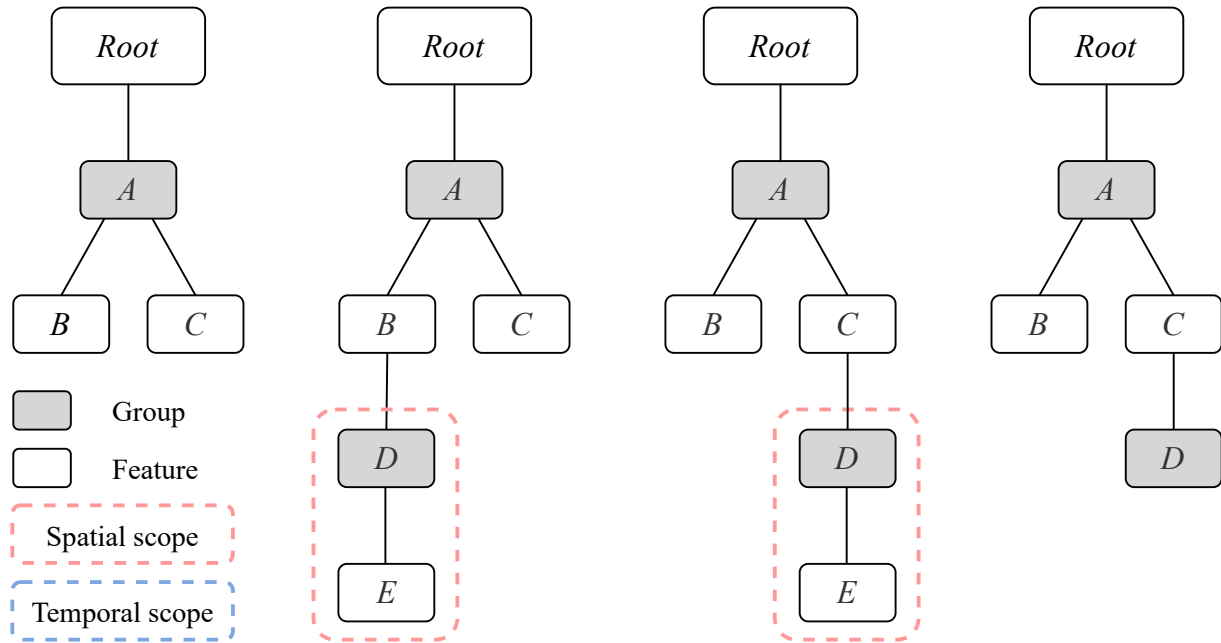 Root Root Root Root
A A A A
B C B C B C B C
Group
D D D
Feature
Spatial scope
E E
Temporal scope